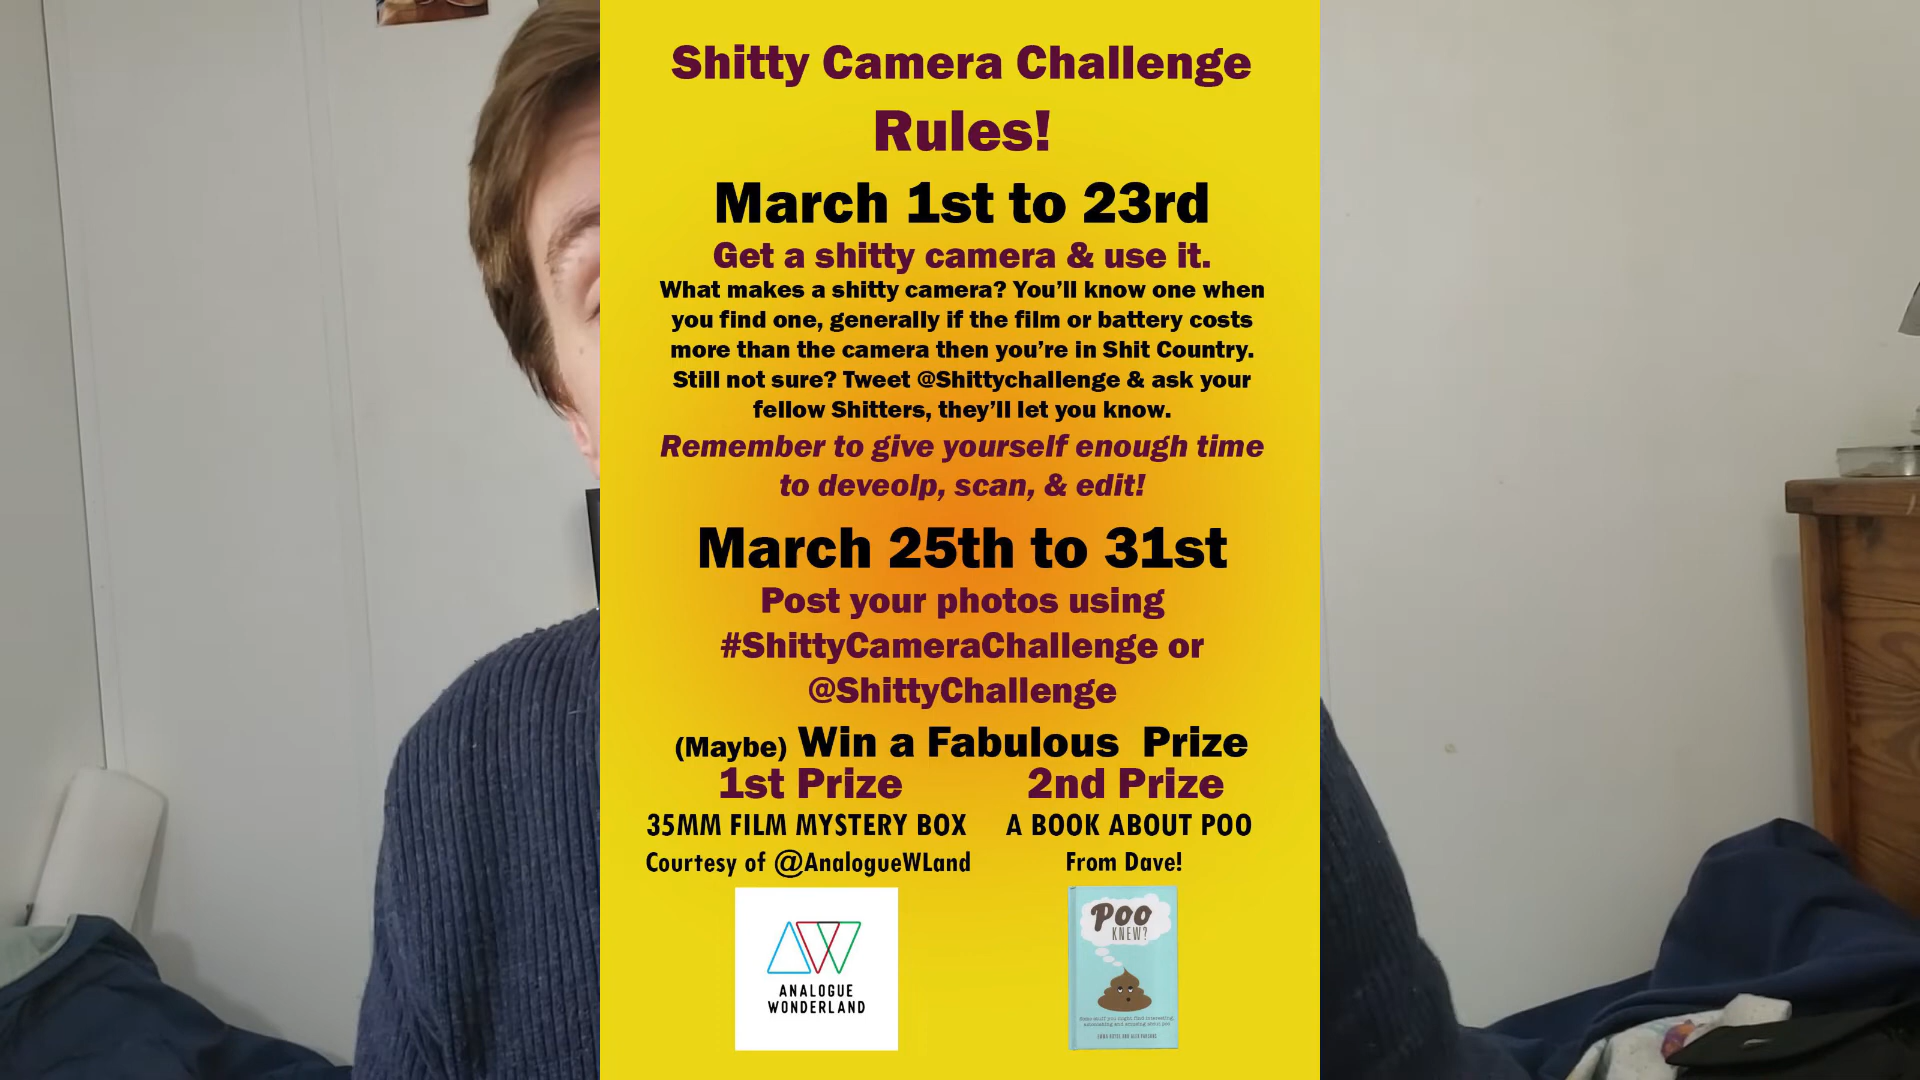 Shitty Camera Challenge
Rules!
March 1st to 23rd
Get a shitty camera & use it.
What makes a shitty camera? You'll know one when
you find one, generally if the film or battery costs
more than the camera then you're in Shit Country.
Still not sure? Tweet @Shittychallenge & ask your
fellow Shitters, they'll let you know.
Remember to give yourself enough time
to deveolp, scan, & edit!
March 25th to 31st
Post your photos using
#ShittyCameraChallenge or
@ShittyChallenge
(Maybe) Win a Fabulous Prize
1st Prize
35MM FILM MYSTERY BOX
Courtesy of @AnalogueWLand
ANALOGUE
WONDERLAND
2nd Prize
A BOOK ABOUT POO
From Dave!
Poo
KNEW?